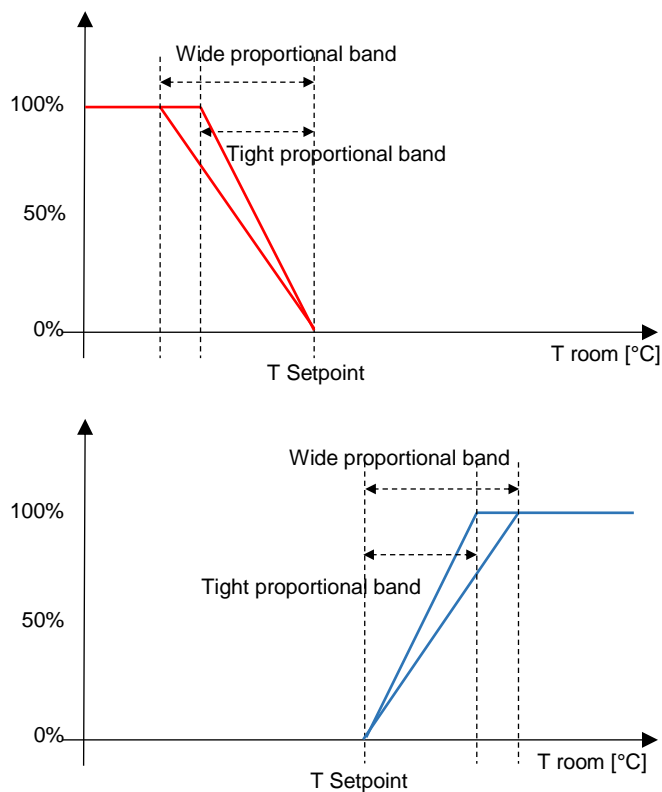 Wide proportional band
100%
Tight proportional band
50%
0%
T room [°C]
T Setpoint
Wide proportional band
100%
Tight proportional band
50%
0%
T room [°C]
T Setpoint